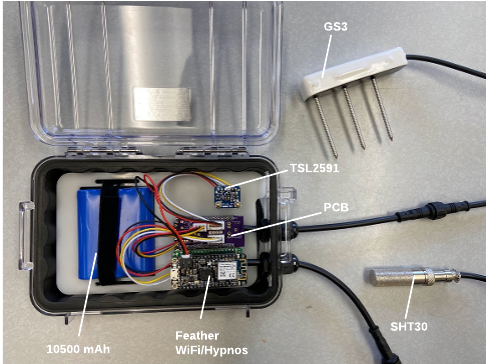 GS3
TSL2591
PCB
SHT30
10500 mAh
Feather
WiFi/Hypnos